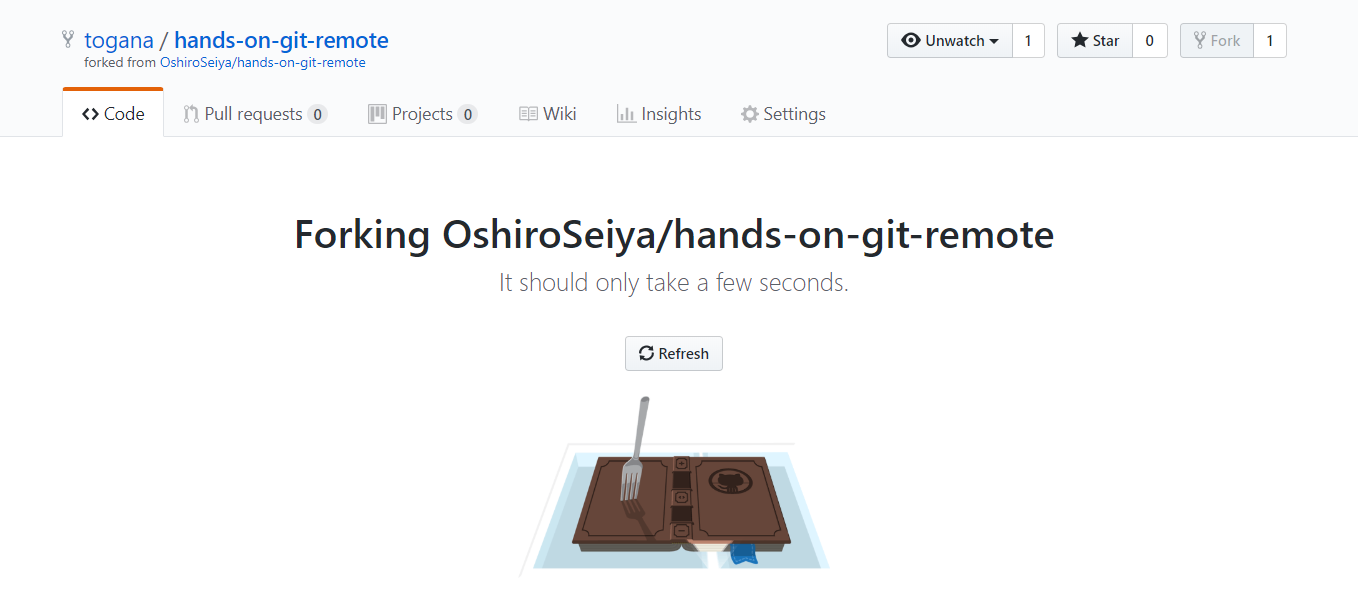 togana / hands-on-git-remote
forked from OshiroSeiya/hands-on-git-remote
Unwatch 1 Star 0 Fork 1
Code Pull requests 0 Projects 0 Wiki Insights Settings
Forking OshiroSeiya/hands-on-git-remote
It should only take a few seconds.
Refresh